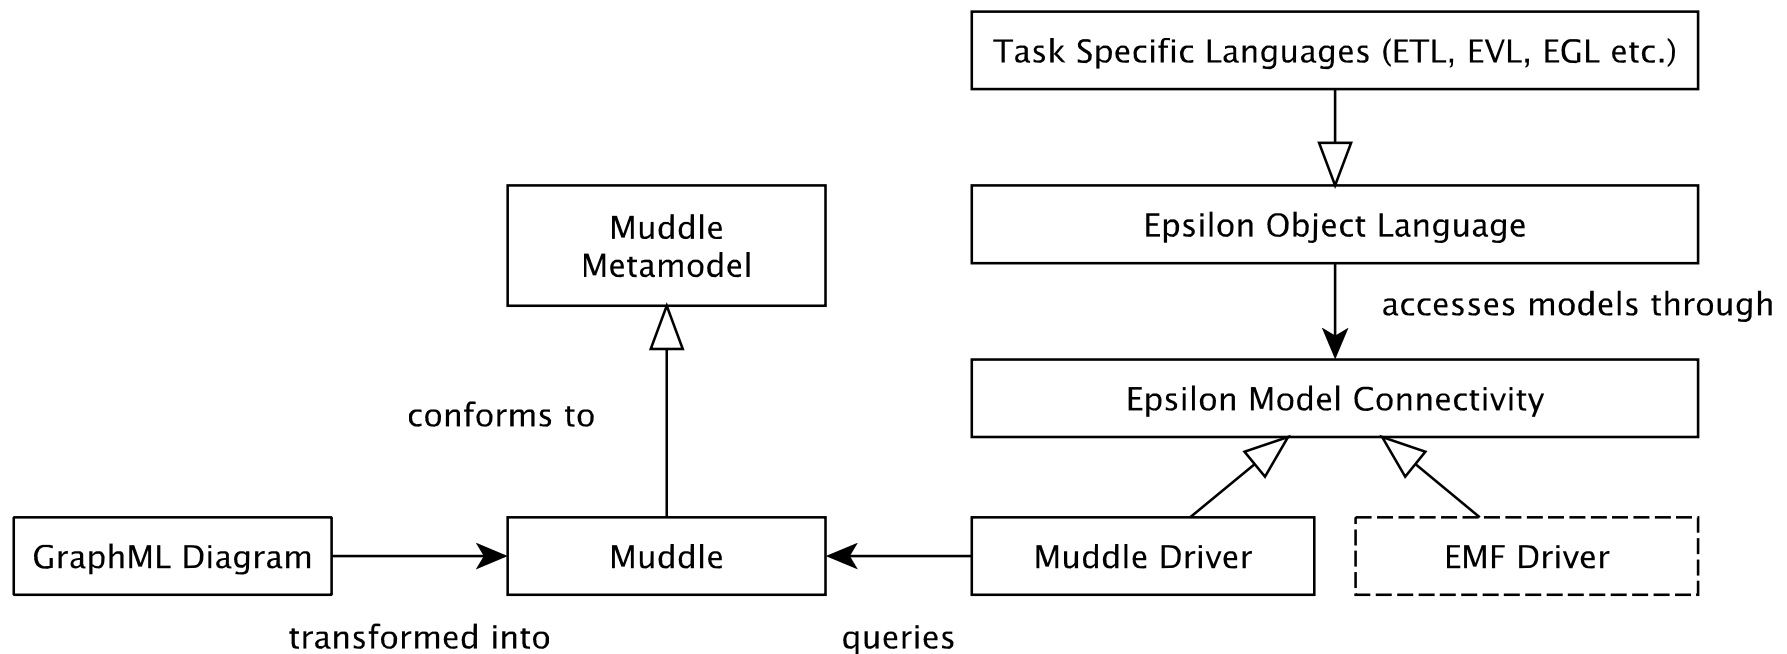 Task Specific Languages (ETL, EVL, EGL etc.)
Muddle
Metamodel
Epsilon Object Language
accesses models through
Epsilon Model Connectivity
conforms to
GraphML Diagram
Muddle
Muddle Driver
EMF Driver
transformed into
queries